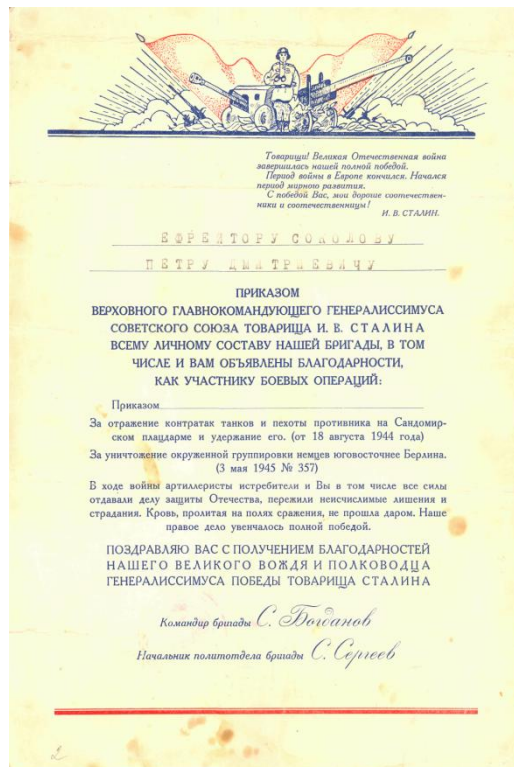 Товарищи! Великая Отечественная война
завершилась нашей полной победой.
Период войны в Европе кончился. Начался
период мирного развития.
С победой Вас, мои дорогие соотечествен-
ники и соотечественницы!
И. В. СТАЛИН.
ЕФРЕЙТОРУ СОКОЛОВУ
ПЕТРУ ДМИТРИЕВИЧУ
ПРИКАЗОМ
ВЕРХОВНОГО ГЛАВНОКОМАНДУЮЩЕГО ГЕНЕРАЛИССИМУСА
СОВЕТСКОГО СОЮЗА ТОВАРИЩА И. В. СТАЛИНА
ВСЕМУ ЛИЧНОМУ СОСТАВУ НАШЕЙ БРИГАДЫ, В ТОМ
ЧИСЛЕ И ВАМ ОБЪЯВЛЕНЫ БЛАГОДАРНОСТИ,
КАК УЧАСТНИКУ БОЕВЫХ ОПЕРАЦИЙ:
Приказом
За отражение контратак танков и пехоты противника на Сандомир-
ском плацдарме и удержание его. (от 18 августа 1944 года)
За уничтожение окруженной группировки немцев юговосточнее Берлина.
(3 мая 1945 № 357)
В ходе войны артиллеристы истребители и Вы в том числе все силы
отдавали делу защиты Отечества, пережили неисчислимые лишения и
страдания. Кровь, пролитая на полях сражения, не прошла даром. Наше
правое дело увенчалось полной победой.
ПОЗДРАВЛЯЮ ВАС С ПОЛУЧЕНИЕМ БЛАГОДАРНОСТЕЙ
НАШЕГО ВЕЛИКОГО ВОЖДЯ И ПОЛКОВОДЦА
ГЕНЕРАЛИССИМУСА ПОБЕДЫ ТОВАРИЩА СТАЛИНА
Командир бригады С. Богданов
Начальник политотдела бригады С. Сергеев
2